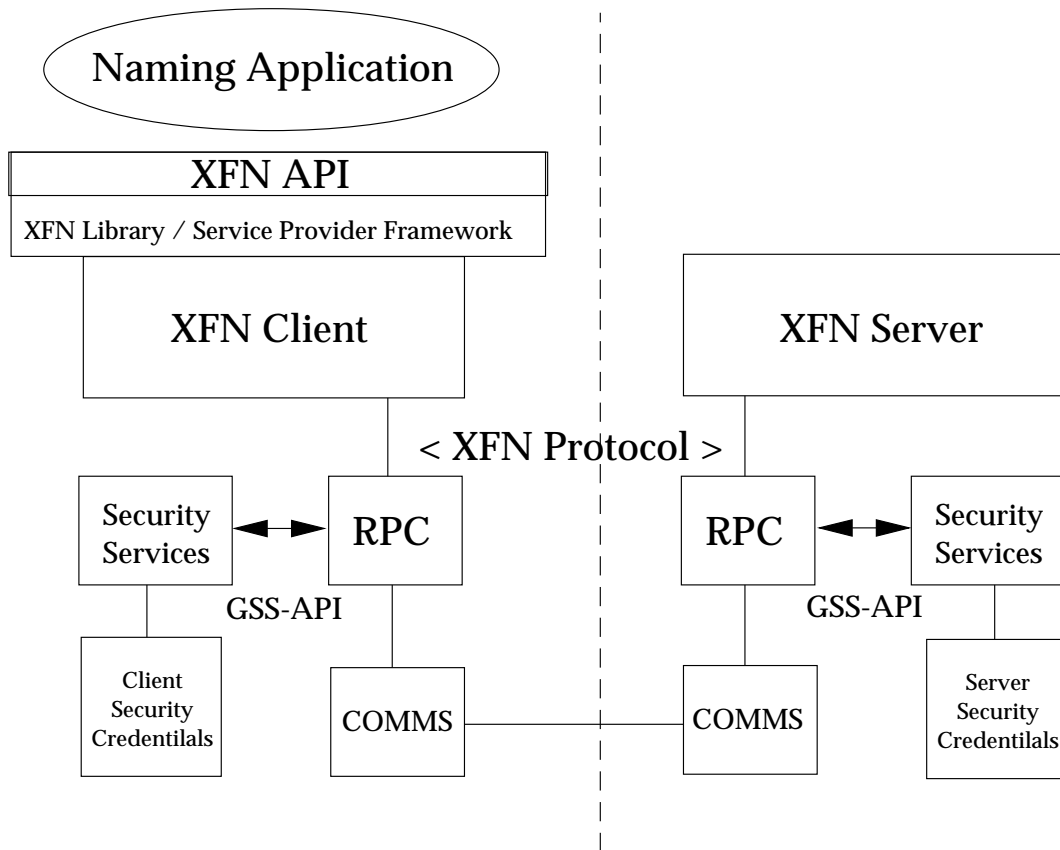 Naming Application
XFN API
XFN Library / Service Provider Framework
XFN Client
XFN Server
< XFN Protocol >
Security
Services
RPC
RPC
Security
Services
GSS-API
GSS-API
Client
Security
Credentilals
COMMS
COMMS
Server
Security
Credentilals